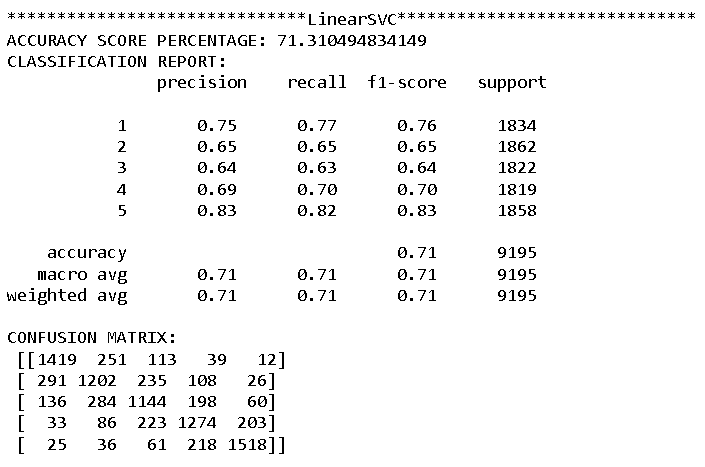 ******************************LinearSVC******************************
ACCURACY SCORE PERCENTAGE: 71.310494834149
CLASSIFICATION REPORT:
              precision    recall  f1-score   support

           1       0.75      0.77      0.76      1834
           2       0.65      0.65      0.65      1862
           3       0.64      0.63      0.64      1822
           4       0.69      0.70      0.70      1819
           5       0.83      0.82      0.83      1858

    accuracy                           0.71      9195
   macro avg       0.71      0.71      0.71      9195
weighted avg       0.71      0.71      0.71      9195

CONFUSION MATRIX:
 [[1419  251  113   39   12]
 [ 291 1202  235  108   26]
 [ 136  284 1144  198   60]
 [  33   86  223 1274  203]
 [  25   36   61  218 1518]]